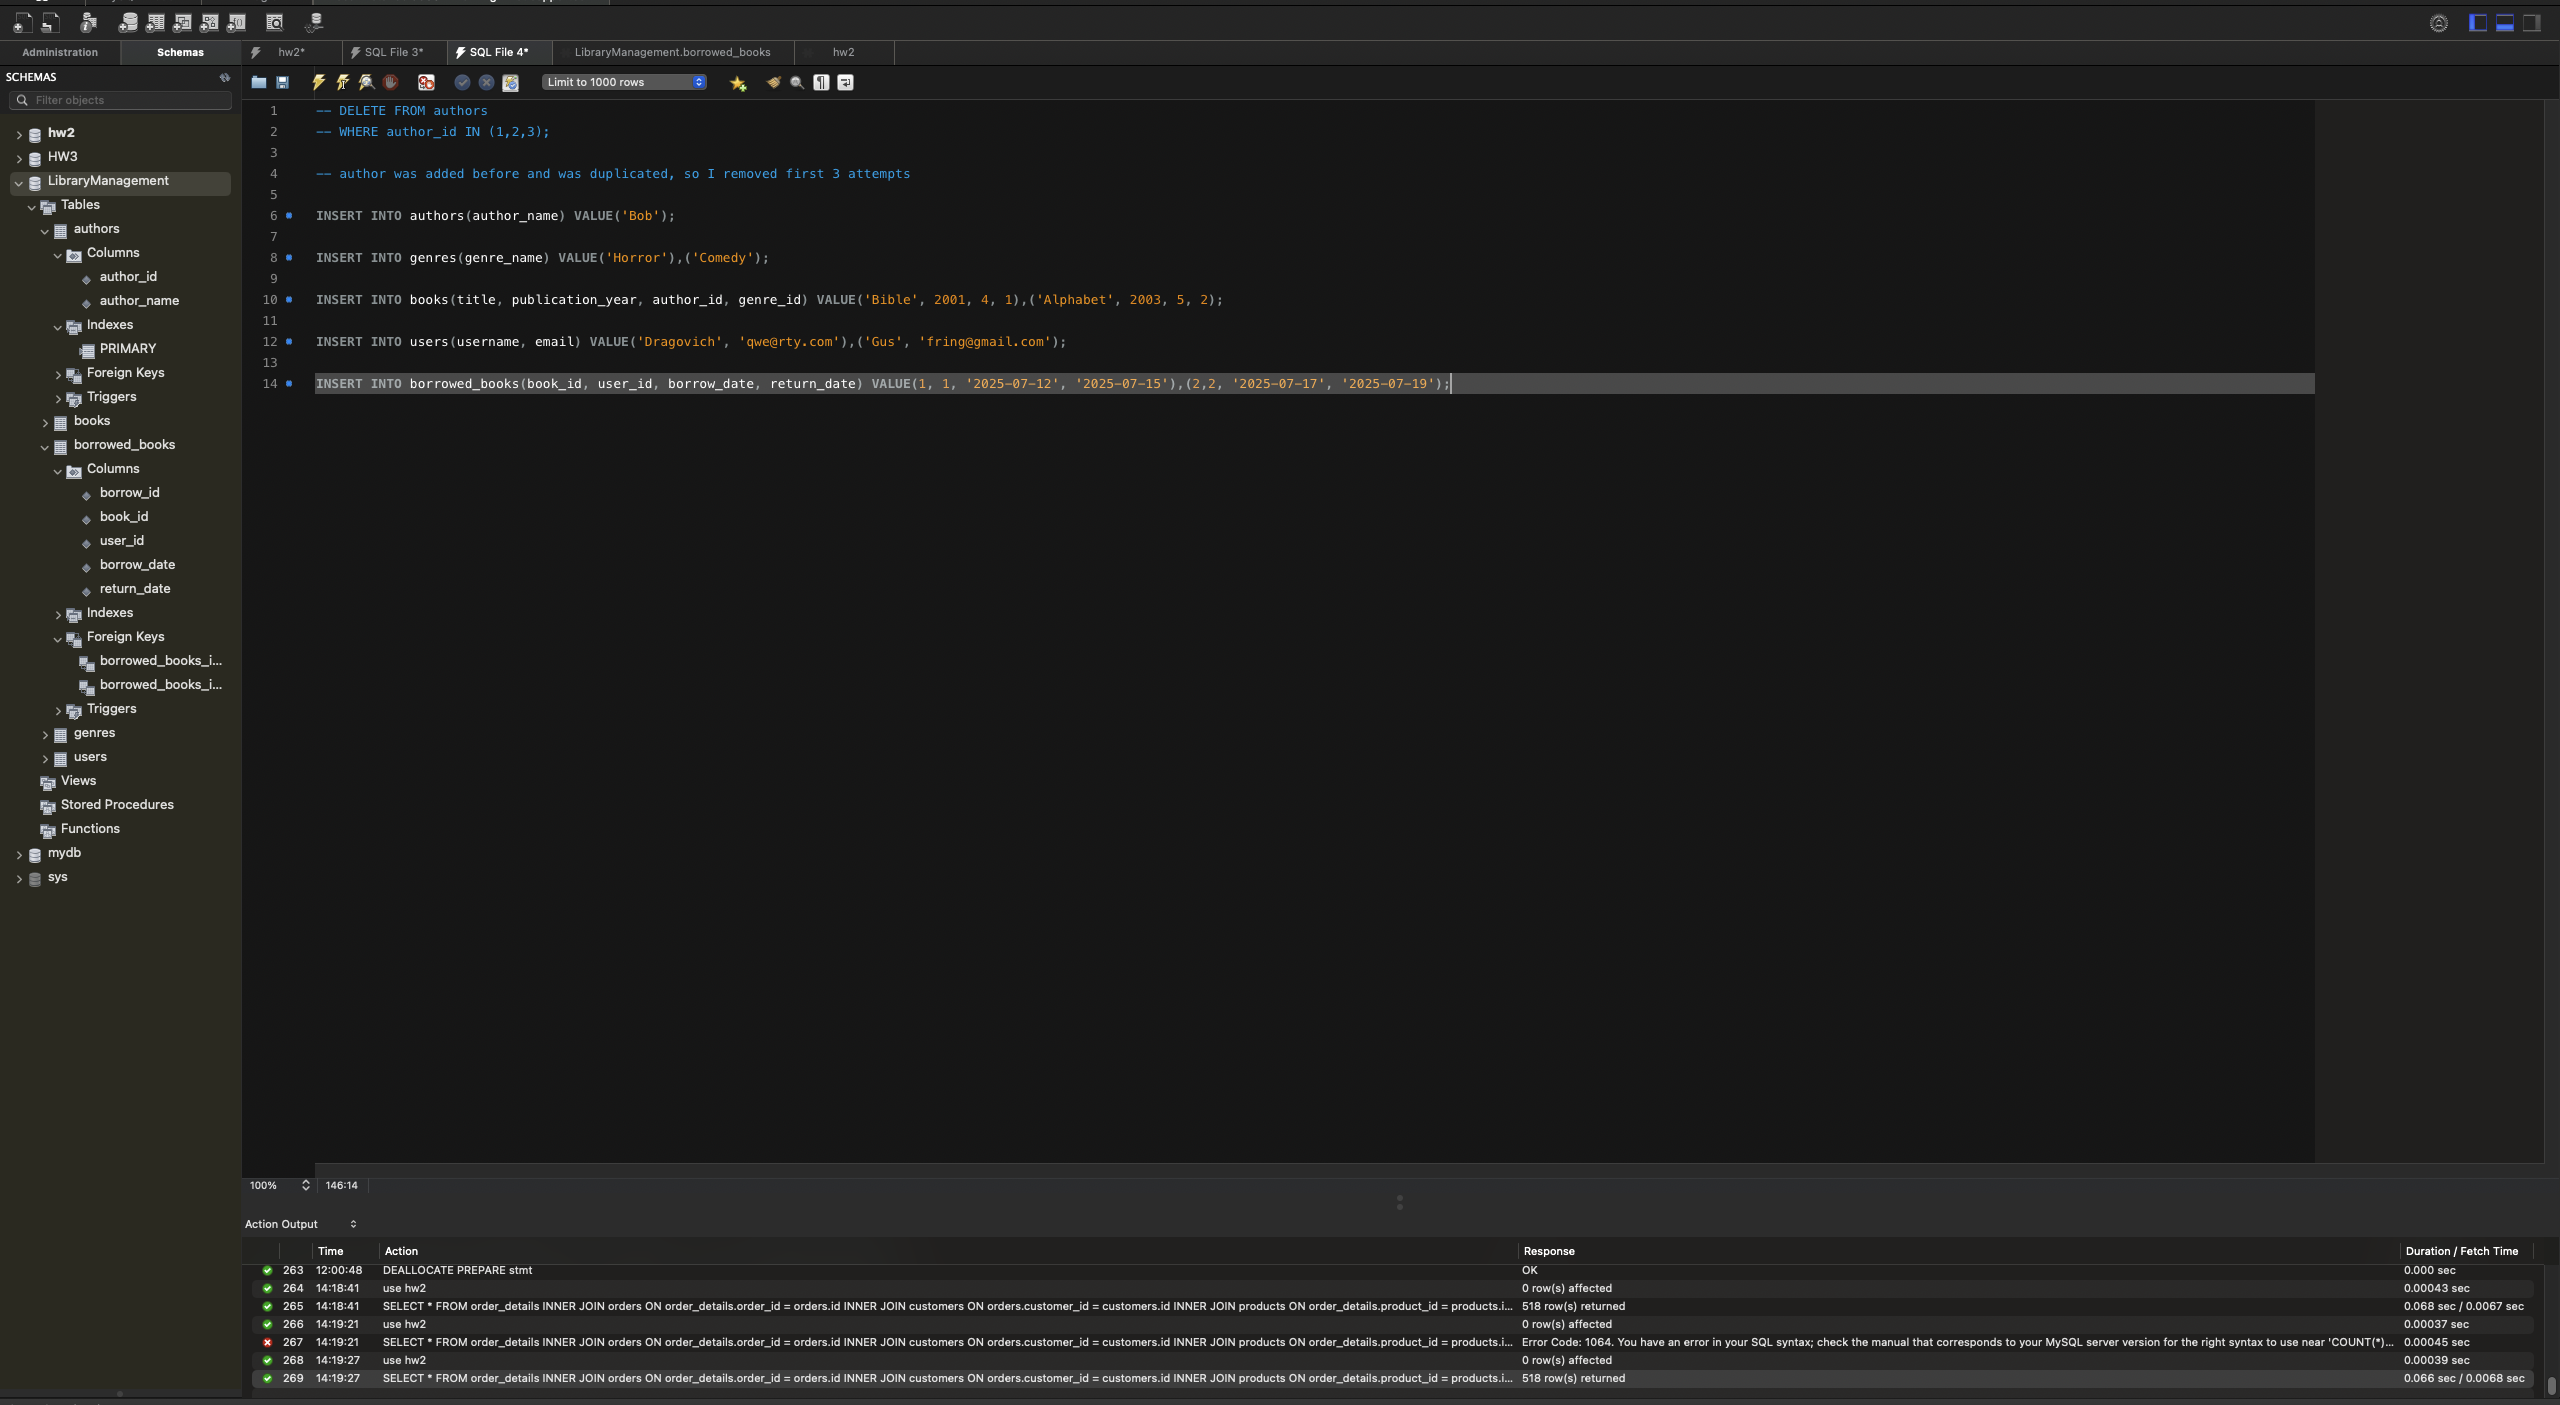 Administration
Schemas
hw2*
SQL File 3*
SQL File 4*
LibraryManagement.borrowed_books
hw2
SCHEMAS
Filter objects
Limit to 1000 rows
hw2
HW3
LibraryManagement
Tables
authors
Columns
author_id
author_name
Indexes
PRIMARY
Foreign Keys
Triggers
books
borrowed_books
Columns
borrow_id
book_id
user_id
borrow_date
return_date
Indexes
Foreign Keys
borrowed_books_i...
borrowed_books_i...
Triggers
genres
users
Views
Stored Procedures
Functions
mydb
sys
1 -- DELETE FROM authors
2 -- WHERE author_id IN (1,2,3);
3
4 -- author was added before and was duplicated, so I removed first 3 attempts
5
6 INSERT INTO authors(author_name) VALUE('Bob');
7
8 INSERT INTO genres(genre_name) VALUE('Horror'),('Comedy');
9
10 INSERT INTO books(title, publication_year, author_id, genre_id) VALUE('Bible', 2001, 4, 1),('Alphabet', 2003, 5, 2);
11
12 INSERT INTO users(username, email) VALUE('Dragovich', 'qwe@rty.com'),('Gus', 'fring@gmail.com');
13
14 INSERT INTO borrowed_books(book_id, user_id, borrow_date, return_date) VALUE(1, 1, '2025-07-12', '2025-07-15'),(2,2, '2025-07-17', '2025-07-19');
100% 146:14
Action Output
Time Action Response Duration / Fetch Time
263 12:00:48 DEALLOCATE PREPARE stmt OK 0.000 sec
264 14:18:41 use hw2 0 row(s) affected 0.00043 sec
265 14:18:41 SELECT * FROM order_details INNER JOIN orders ON order_details.order_id = orders.id INNER JOIN customers ON orders.customer_id = customers.id INNER JOIN products ON order_details.product_id = products.i... 518 row(s) returned 0.068 sec / 0.0067 sec
266 14:19:21 use hw2 0 row(s) affected 0.00037 sec
267 14:19:21 SELECT * FROM order_details INNER JOIN orders ON order_details.order_id = orders.id INNER JOIN customers ON orders.customer_id = customers.id INNER JOIN products ON order_details.product_id = products.i... Error Code: 1064. You have an error in your SQL syntax; check the manual that corresponds to your MySQL server version for the right syntax to use near 'COUNT(*)... 0.00045 sec
268 14:19:27 use hw2 0 row(s) affected 0.00039 sec
269 14:19:27 SELECT * FROM order_details INNER JOIN orders ON order_details.order_id = orders.id INNER JOIN customers ON orders.customer_id = customers.id INNER JOIN products ON order_details.product_id = products.i... 518 row(s) returned 0.066 sec / 0.0068 sec